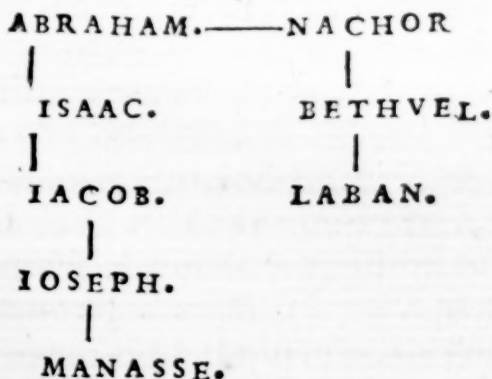 ABRAHAM.—NACHOR
ISAAC. BETHVEL.
IACOB. LABAN.
IOSEPH.
MANASSE.